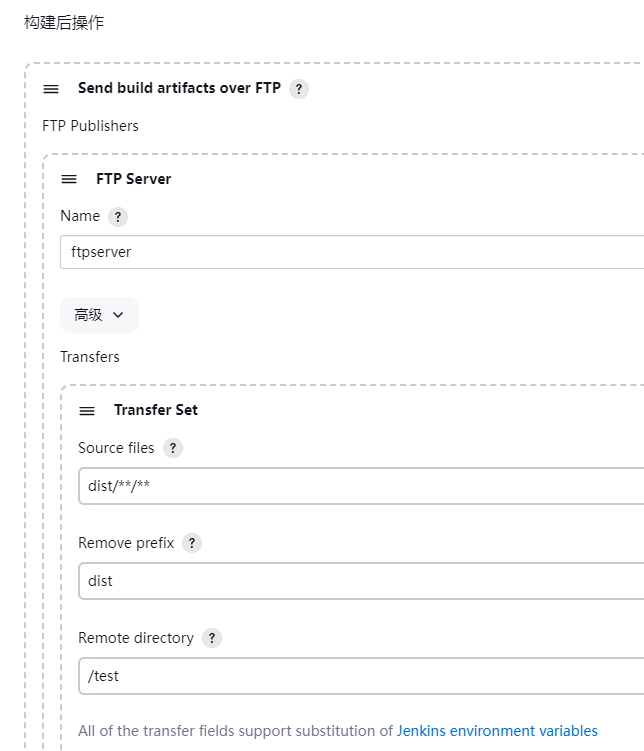 构建后操作
Send build artifacts over FTP ?
FTP Publishers
FTP Server
Name ?
ftpserver
高级
Transfers
Transfer Set
Source files ?
dist/**/**
Remove prefix ?
dist
Remote directory ?
/test
All of the transfer fields support substitution of Jenkins environment variables